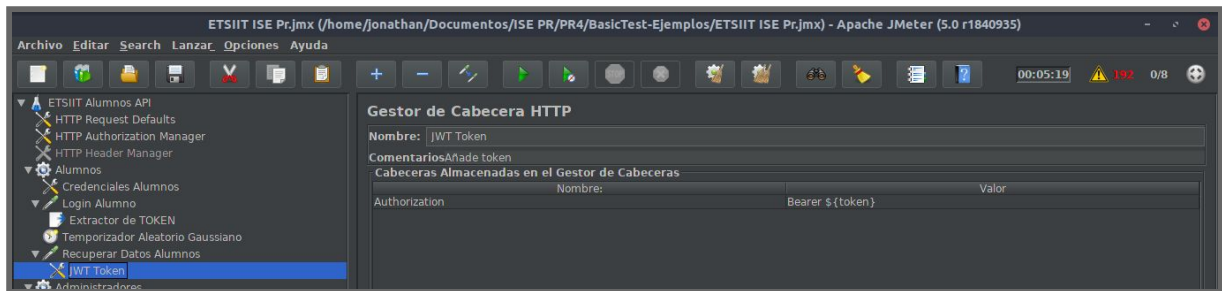 ETSIIT ISE Pr.jmx (/home/jonathan/Documentos/ISE PR/PR4/BasicTest-Ejemplos/ETSIIT ISE Pr.jmx) - Apache JMeter (5.0 r1840935)
Archivo Editar Search Lanzar Opciones Ayuda
00:05:19 192 0/8
ETSIIT Alumnos API
HTTP Request Defaults
HTTP Authorization Manager
HTTP Header Manager
Alumnos
Credenciales Alumnos
Login Alumno
Extractor de TOKEN
Temporizador Aleatorio Gaussiano
Recuperar Datos Alumnos
JWT Token
Administradores
Gestor de Cabecera HTTP
Nombre: JWT Token
Comentarios Añade token
Cabeceras Almacenadas en el Gestor de Cabeceras
Nombre: Valor
Authorization Bearer ${token}